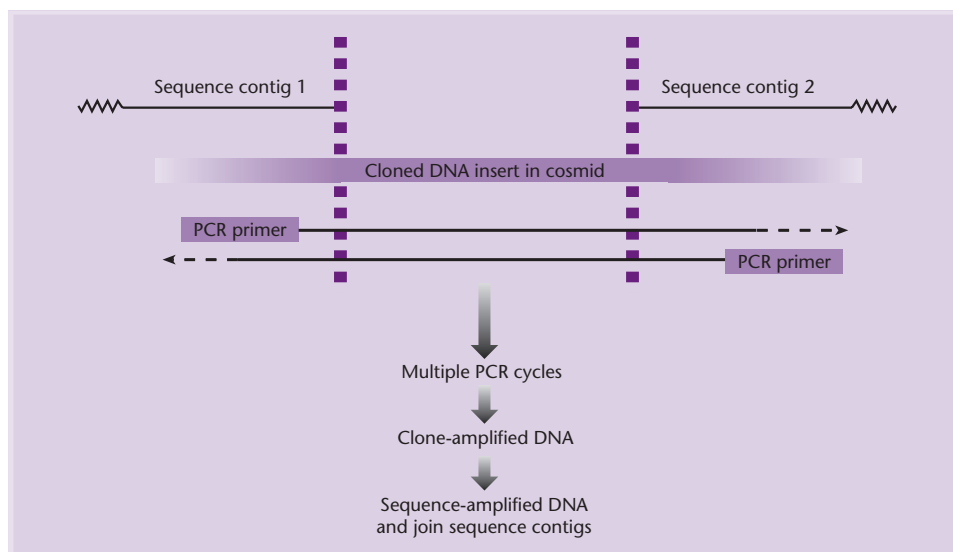 Sequence contig 1
Sequence contig 2
Cloned DNA insert in cosmid
PCR primer
PCR primer
Multiple PCR cycles
Clone-amplified DNA
Sequence-amplified DNA
and join sequence contigs